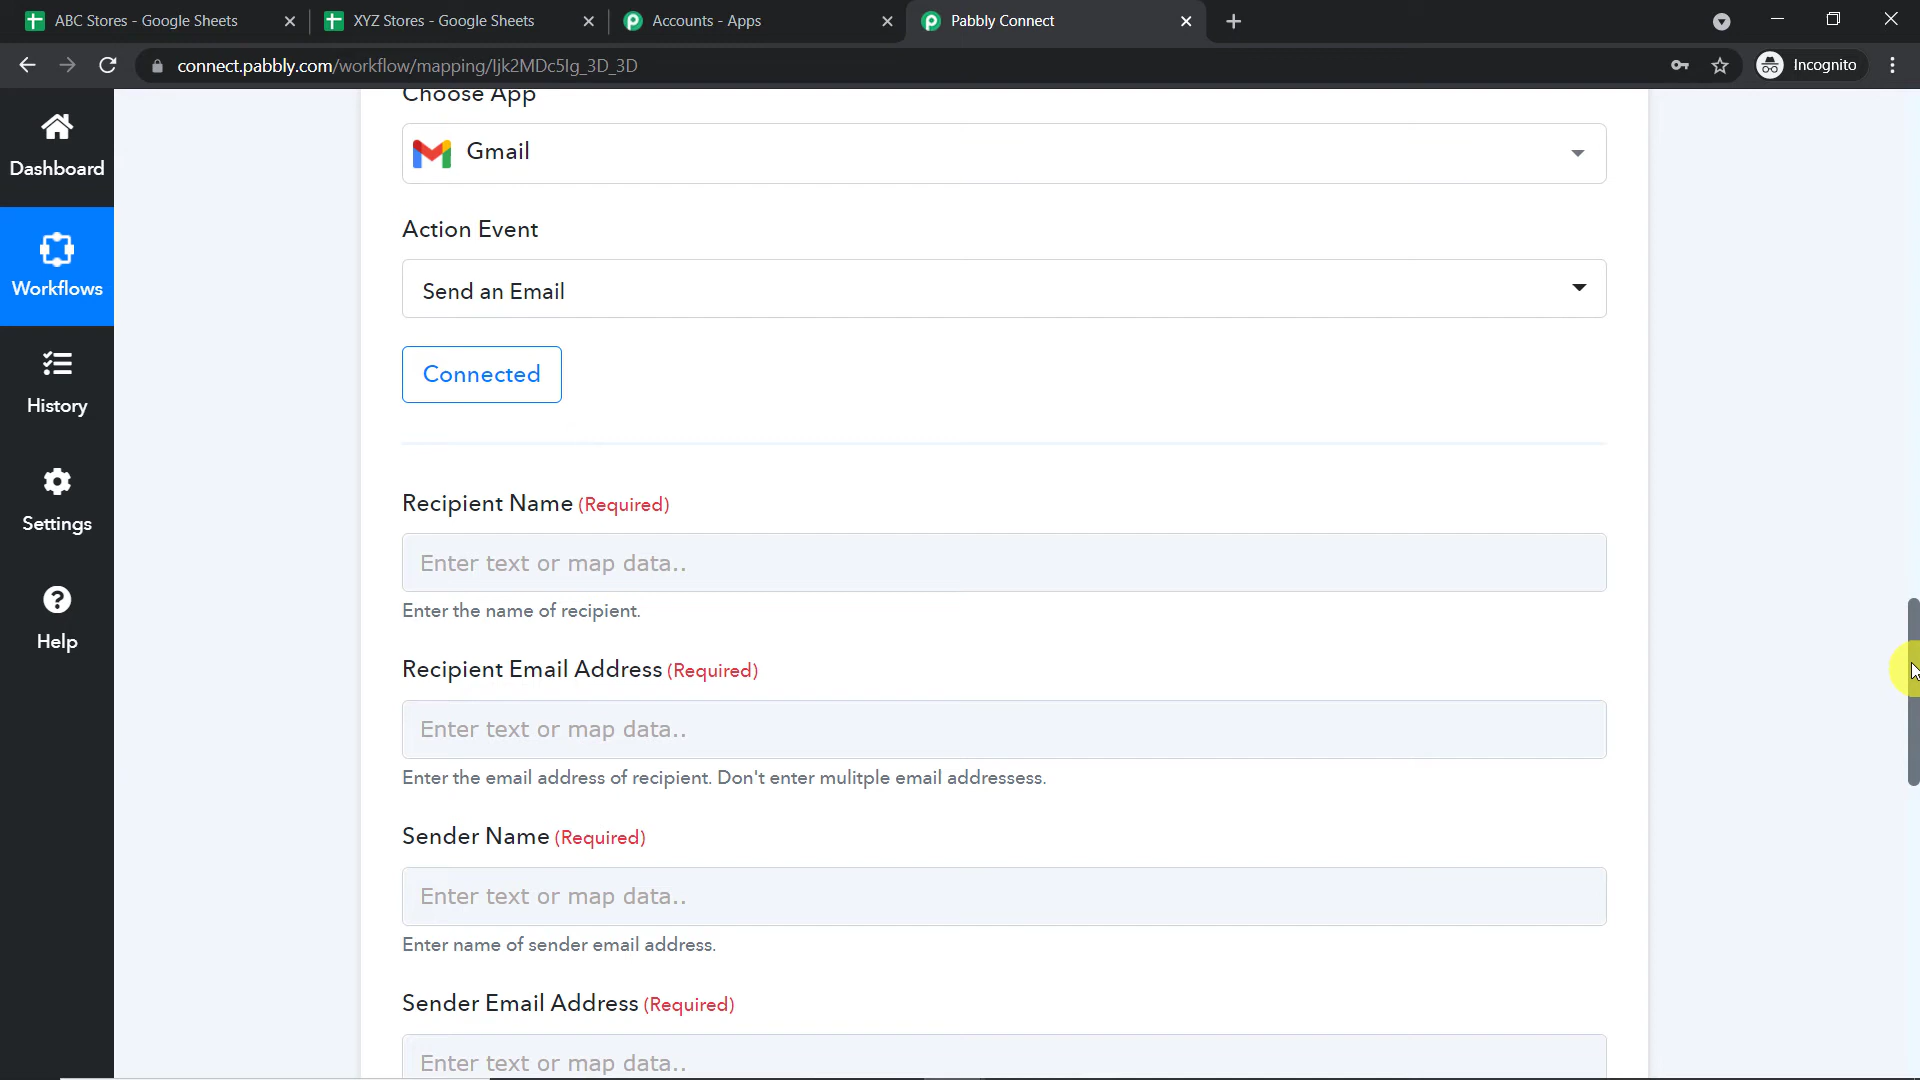 ABC Stores - Google Sheets
XYZ Stores - Google Sheets
Accounts - Apps
Pabbly Connect
connect.pabbly.com/workflow/mapping/Ijk2MDc5Ig_3D_3D
Incognito
Dashboard
Workflows
History
Settings
Help
Choose App
Gmail
Action Event
Send an Email
Connected
Recipient Name (Required)
Enter text or map data..
Enter the name of recipient.
Recipient Email Address (Required)
Enter text or map data..
Enter the email address of recipient. Don't enter mulitple email addressess.
Sender Name (Required)
Enter text or map data..
Enter name of sender email address.
Sender Email Address (Required)
Enter text or map data..